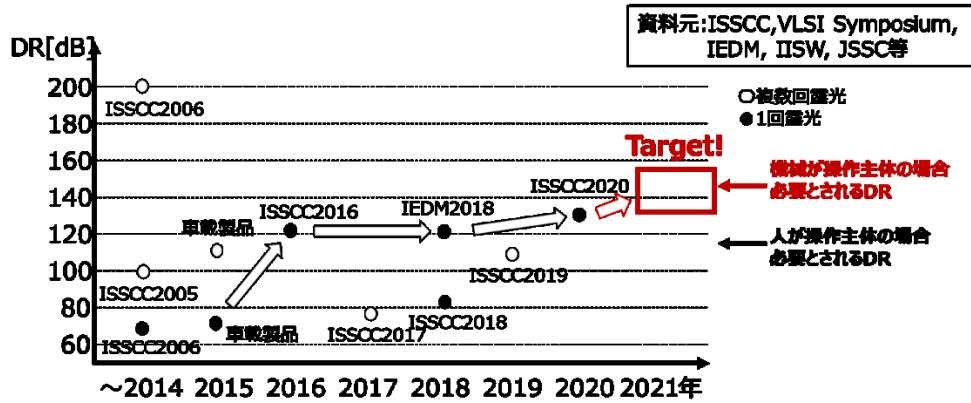 資料元:ISSCC,VLSI Symposium,
IEDM, IISW, JSSC等
DR[dB]
200
180
160
140
120
100
80
60
ISSCC2006
ISSCC2005
ISSCC2006
車載製品
車載製品
ISSCC2016
ISSCC2017
IEDM2018
ISSCC2018
ISSCC2019
ISSCC2020
Target!
○複数回露光
●1回露光
機械が操作主体の場合
必要とされるDR
人が操作主体の場合
必要とされるDR
～2014 2015 2016 2017 2018 2019 2020 2021年